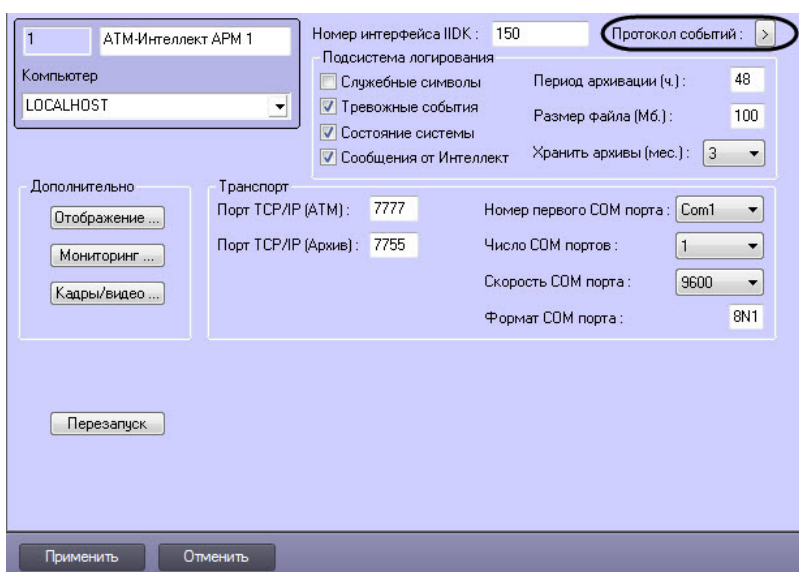 1 АТМ-Интеллект АРМ 1
Компьютер
LOCALHOST
Номер интерфейса IIDK : 150
Протокол событий : >
Подсистема логирования
Служебные символы
Тревожные события
Состояние системы
Сообщения от Интеллект
Период архивации (ч.) : 48
Размер файла (Мб.) : 100
Хранить архивы (мес.) : 3
Дополнительно
Отображение ...
Мониторинг ...
Кадры/видео ...
Транспорт
Порт TCP/IP (АТМ) : 7777
Порт TCP/IP (Архив) : 7755
Номер первого COM порта : Com1
Число COM портов : 1
Скорость COM порта : 9600
Формат COM порта : 8N1
Перезапуск
Применить Отменить